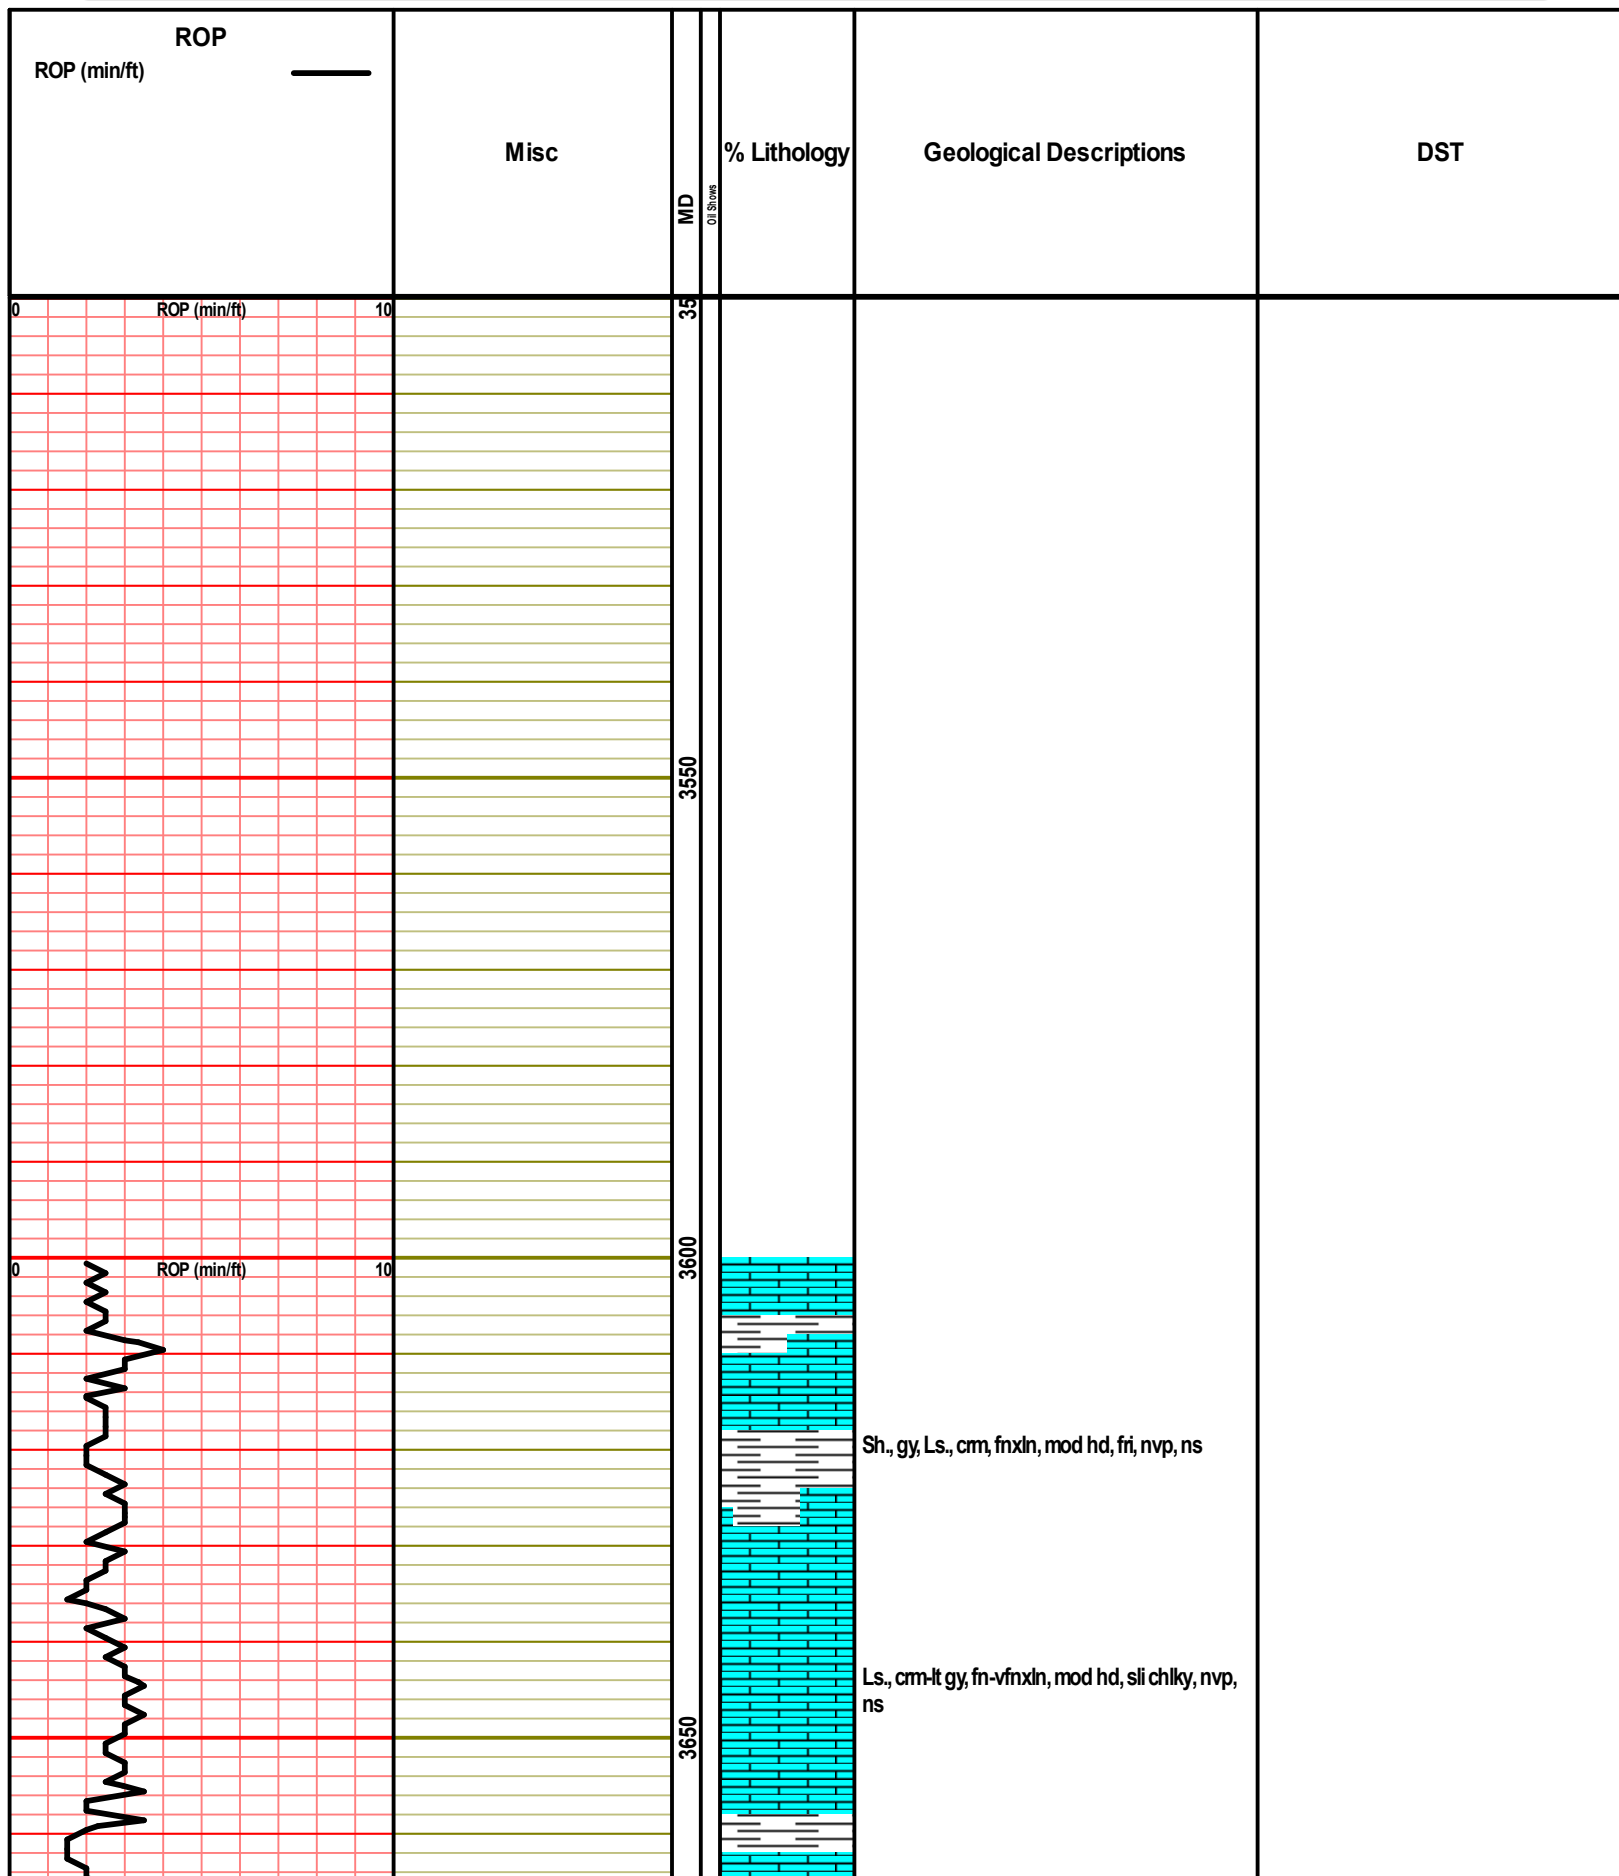 ROP
ROP (min/ft)
Misc
MD
Oil Shows
% Lithology
Geological Descriptions
DST
0 ROP (min/ft) 10
35
3550
3600
0 ROP (min/ft) 10
Sh., gy, Ls., crm, fnxln, mod hd, fri, nvp, ns
Ls., crm-lt gy, fn-vfnxln, mod hd, sli chlky, nvp,
ns
3650